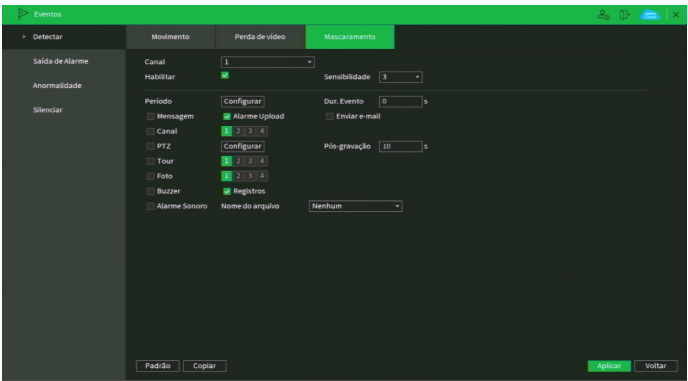 Eventos
Detectar
Movimento Perda de vídeo Mascaramento
Saída de Alarme
Anormalidade
Silenciar
Canal 1
Habilitar Sensibilidade 3
Período Configurar Dur. Evento 0 s
Mensagem Alarme Upload Enviar e-mail
Canal 1 2 3 4
PTZ Configurar Pós-gravação 10 s
Tour 1 2 3 4
Foto 1 2 3 4
Buzzer Registros
Alarme Sonoro Nome do arquivo Nenhum
Padrão Copiar Aplicar Voltar